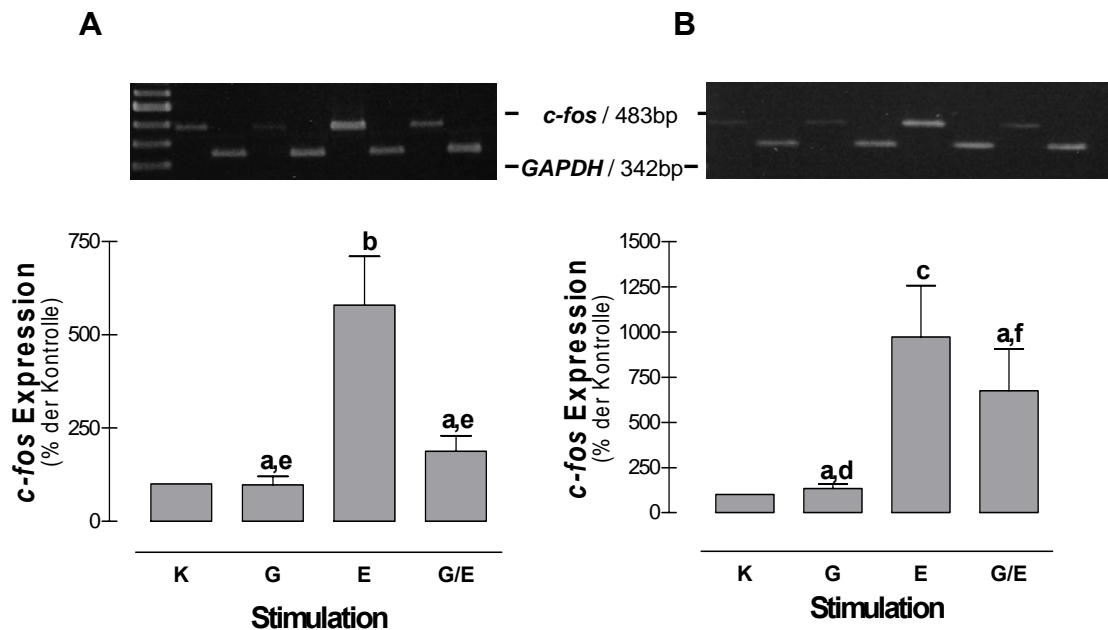 A
B
c-fos / 483bp
GAPDH / 342bp
c-fos Expression
(% der Kontrolle)
750
500
250
0
b
a,e
a,e
K G E G/E
Stimulation
c-fos Expression
(% der Kontrolle)
1500
1250
1000
750
500
250
0
c
a,f
a,d
K G E G/E
Stimulation